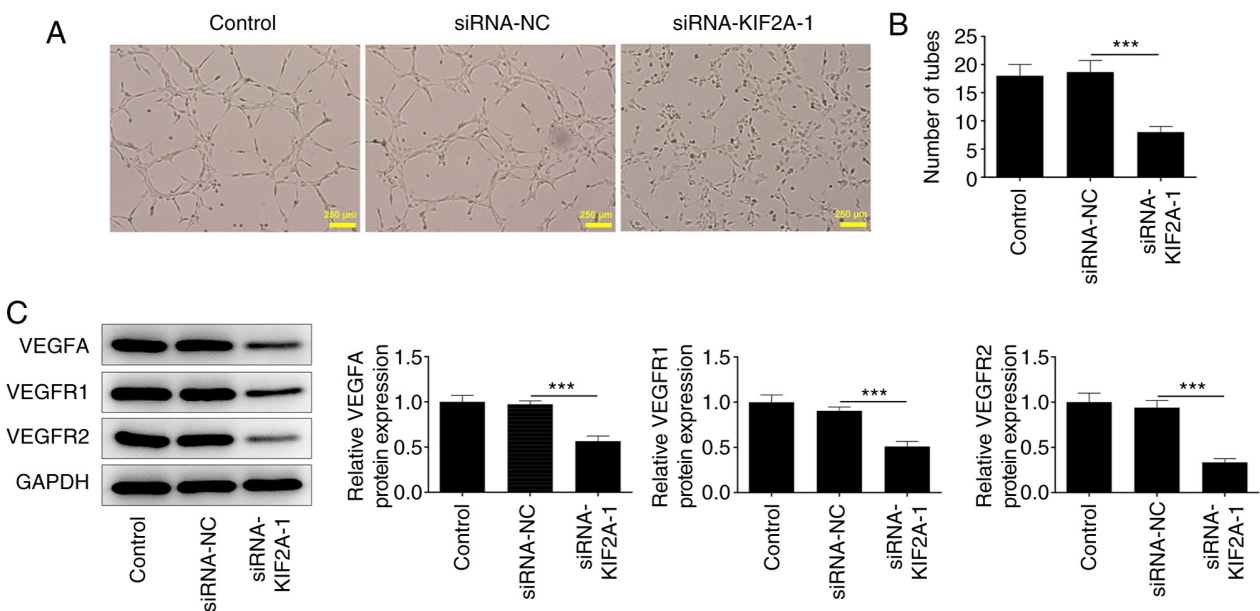 A
Control
siRNA-NC
siRNA-KIF2A-1
250 μm
250 μm
250 μm
B
Number of tubes
25
20
15
10
5
0
***
Control
siRNA-NC
siRNA-
KIF2A-1
C
VEGFA
VEGFR1
VEGFR2
GAPDH
Control
siRNA-NC
siRNA-
KIF2A-1
Relative VEGFA
protein expression
1.5
1.0
0.5
0.0
***
Control
siRNA-NC
siRNA-
KIF2A-1
Relative VEGFR1
protein expression
1.5
1.0
0.5
0.0
***
Control
siRNA-NC
siRNA-
KIF2A-1
Relative VEGFR2
protein expression
1.5
1.0
0.5
0.0
***
Control
siRNA-NC
siRNA-
KIF2A-1